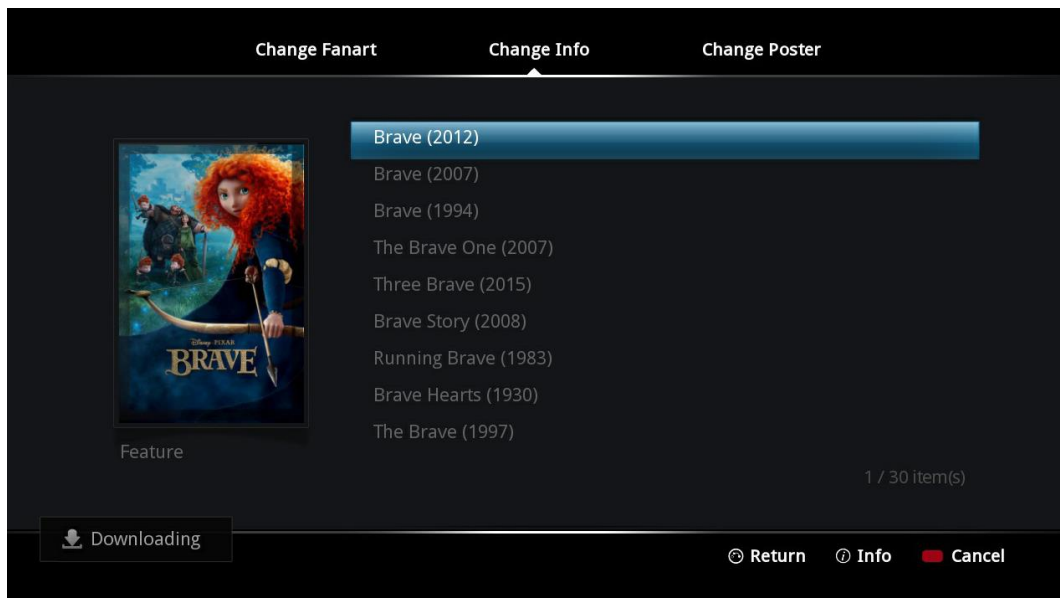 Change Fanart Change Info Change Poster
Brave (2012)
Brave (2007)
Brave (1994)
The Brave One (2007)
Three Brave (2015)
Brave Story (2008)
Running Brave (1983)
Brave Hearts (1930)
The Brave (1997)
Disney·PIXAR
BRAVE
Feature
1 / 30 item(s)
Downloading
Return Info Cancel